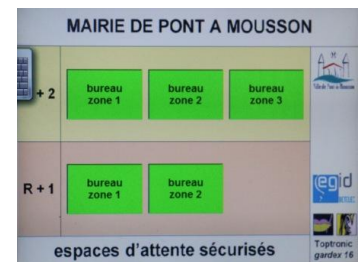 MAIRIE DE PONT A MOUSSON
+ 2
bureau
zone 1
bureau
zone 2
bureau
zone 3
R + 1
bureau
zone 1
bureau
zone 2
egid
espaces d'attente sécurisés
Toptronic
gardex 16